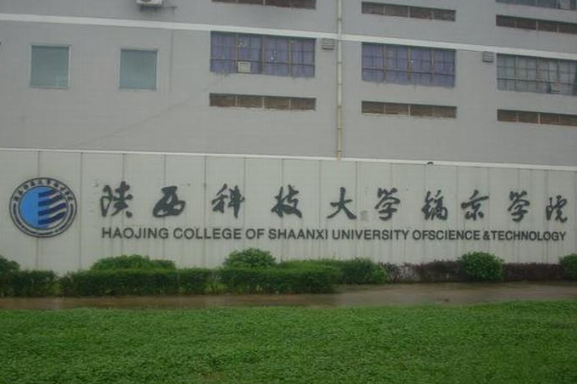 陕西科技大学镐京学院
HAOJING COLLEGE OF SHAANXI UNIVERSITY OFSCIENCE & TECHNOLOGY